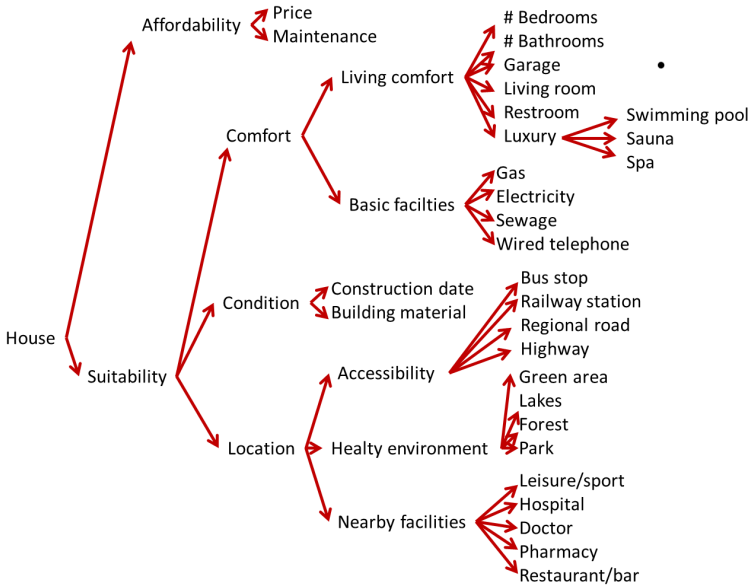 Affordability
Price
Maintenance
# Bedrooms
# Bathrooms
Garage
Living comfort
Living room
Restroom
Luxury
Swimming pool
Sauna
Spa
Comfort
Gas
Basic facilties
Electricity
Sewage
Wired telephone
Condition
Construction date
Building material
Bus stop
Railway station
Regional road
Highway
House
Suitability
Accessibility
Green area
Lakes
Forest
Location
Healty environment
Park
Nearby facilities
Leisure/sport
Hospital
Doctor
Pharmacy
Restaurant/bar